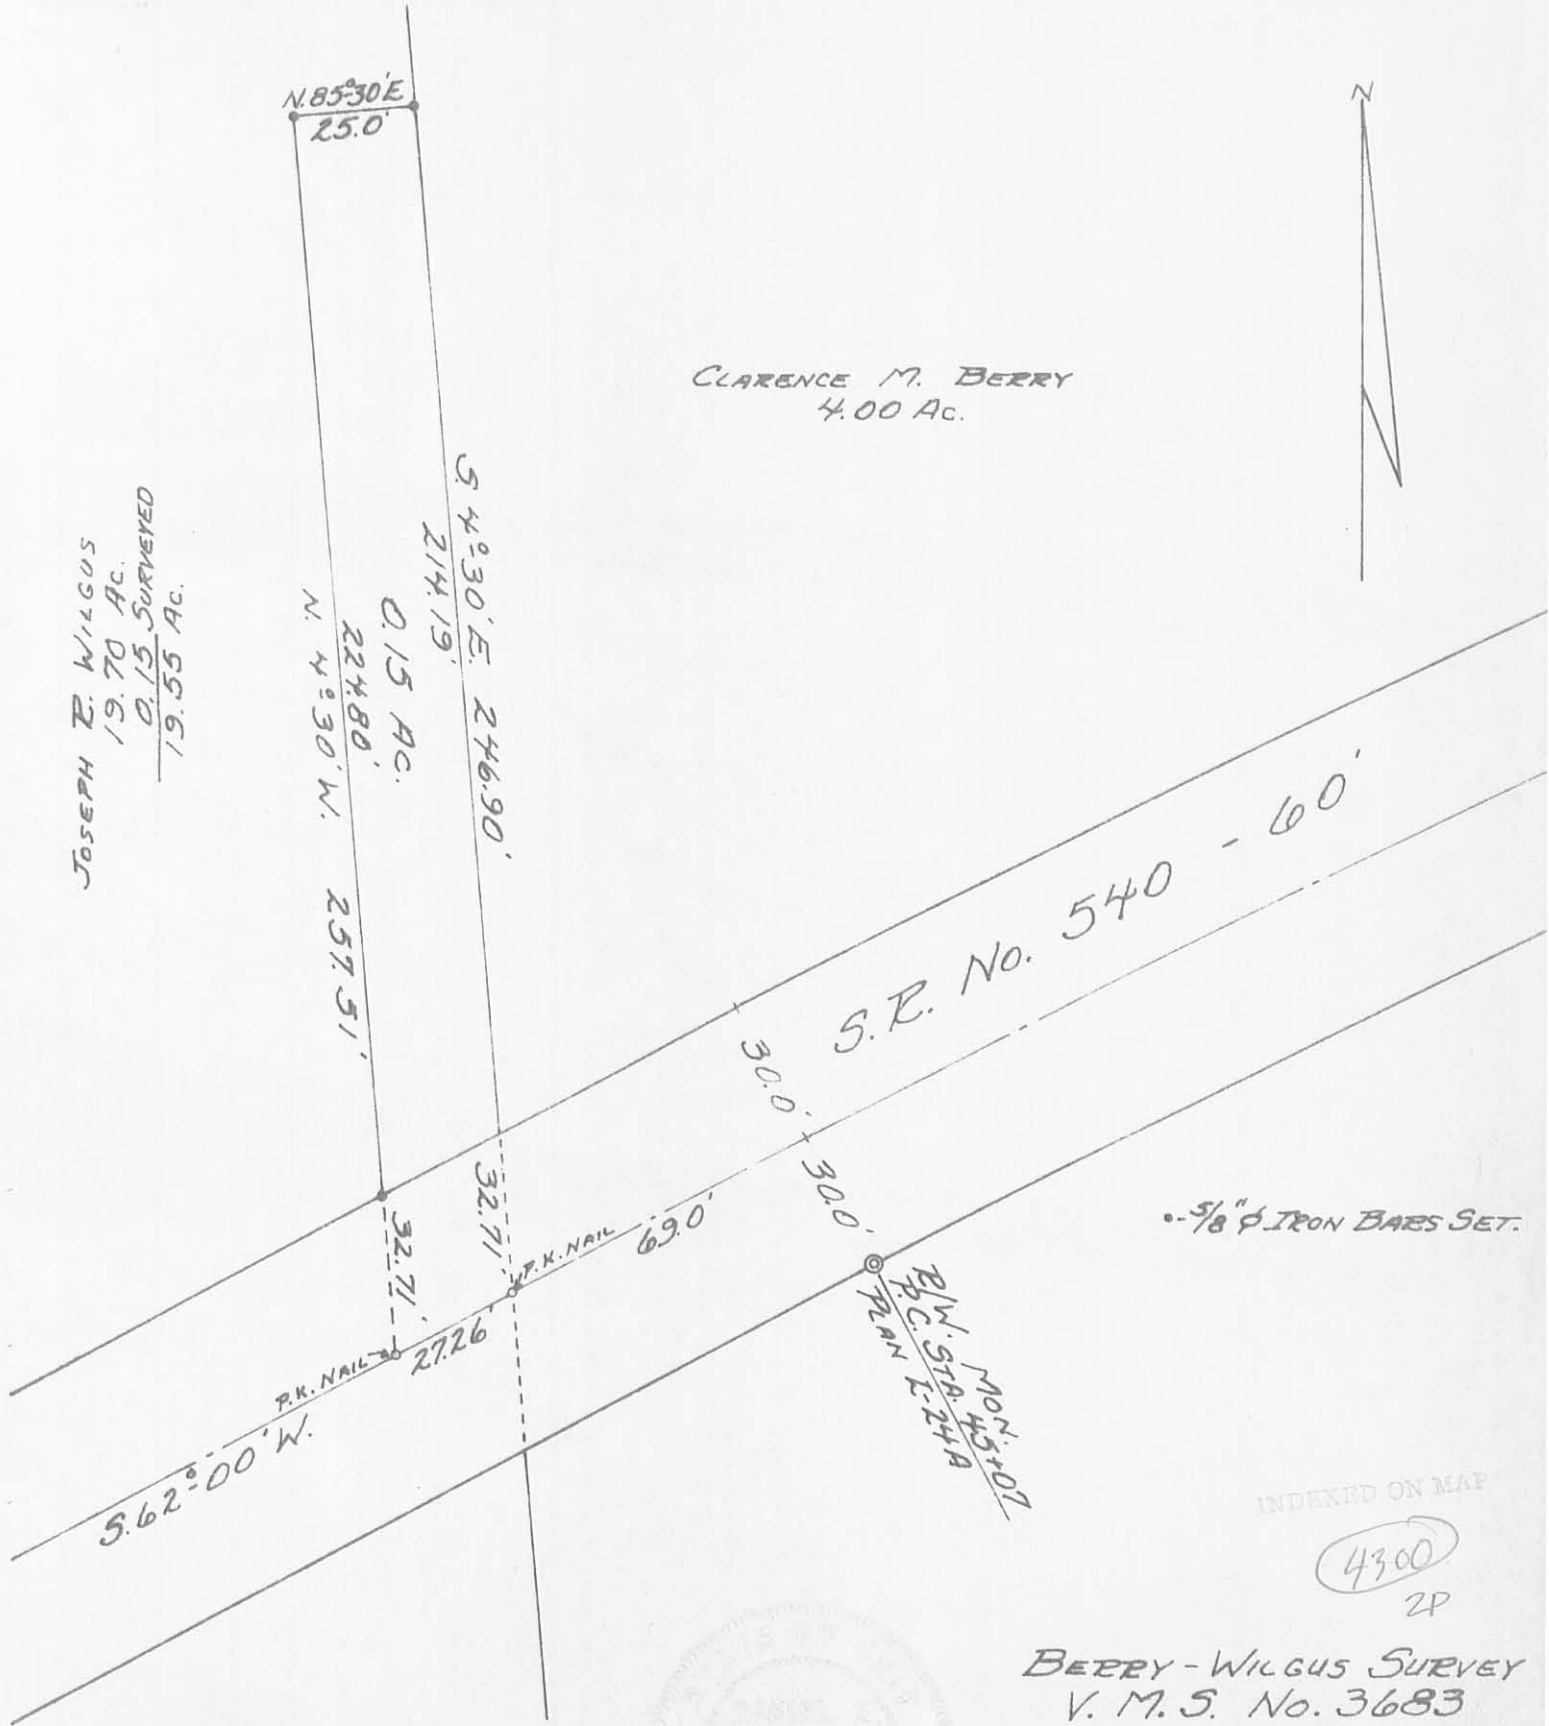 N. 85°-30' E
25.0'
N
CLARENCE M. BERRY
4.00 AC.
S. 4°-30' E. 246.90'
214.19'
0.15 AC.
224.80'
N. 4°-30' W. 257.51'
JOSEPH R. WILGUS
19.70 AC.
0.15 SURVEYED
19.55 AC.
S.R. No. 540 - 60'
30.0'
30.0'
32.71'
32.71'
P.K. NAIL
69.0'
P.K. NAIL
27.26'
S. 62°-00' W.
•-5/8" φ IRON BARS SET.
R/W. MON.
P.C. STA. 45+07
PLAN I-24A
INDEXED ON MAP
4300
2P
BERRY - WILGUS SURVEY
V. M. S. No. 3683